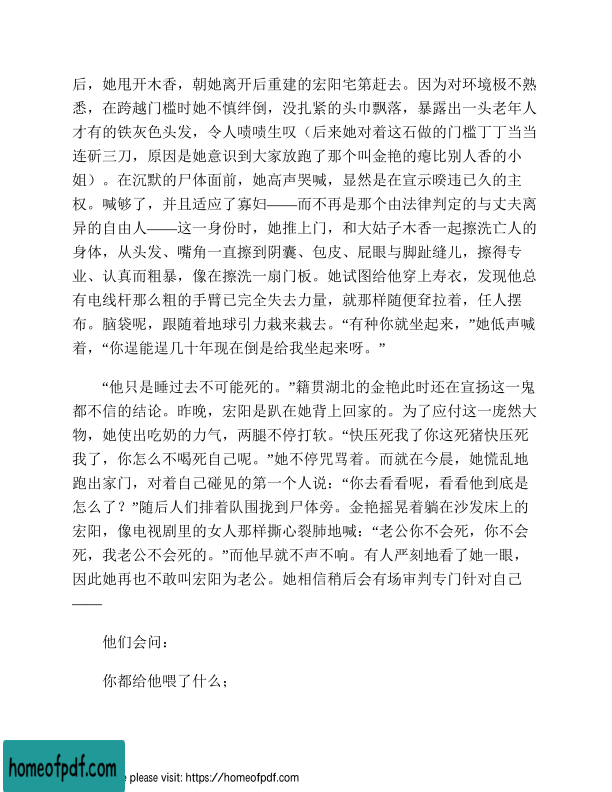 后，她甩开木香，朝她离开后重建的宏阳宅第赶去。因为对环境极不熟
悉，在跨越门槛时她不慎绊倒，没扎紧的头巾飘落，暴露出一头老年人
才有的铁灰色头发，令人啧啧生叹（后来她对着这石做的门槛丁丁当当
连斫三刀，原因是她意识到大家放跑了那个叫金艳的瘪比别人香的小
姐）。在沉默的尸体面前，她高声哭喊，显然是在宣示暌违已久的主
权。喊够了，并且适应了寡妇——而不再是那个由法律判定的与丈夫离
异的自由人——这一身份时，她推上门，和大姑子木香一起擦洗亡人的
身体，从头发、嘴角一直擦到阴囊、包皮、屁眼与脚趾缝儿，擦得专
业、认真而粗暴，像在擦洗一扇门板。她试图给他穿上寿衣，发现他总
有电线杆那么粗的手臂已完全失去力量，就那样随便耷拉着，任人摆
布。脑袋呢，跟随着地球引力栽来栽去。“有种你就坐起来，”她低声喊
着，“你逞能逞几十年现在倒是给我坐起来呀。”
“他只是睡过去不可能死的。”籍贯湖北的金艳此时还在宣扬这一鬼
都不信的结论。昨晚，宏阳是趴在她背上回家的。为了应付这一庞然大
物，她使出吃奶的力气，两腿不停打软。“快压死我了你这死猪快压死
我了，你怎么不喝死自己呢。”她不停咒骂着。而就在今晨，她慌乱地
跑出家门，对着自己碰见的第一个人说：“你去看看呢，看看他到底是
怎么了？”随后人们排着队围拢到尸体旁。金艳摇晃着躺在沙发床上的
宏阳，像电视剧里的女人那样撕心裂肺地喊：“老公你不会死，你不会
死，我老公不会死的。”而他早就不声不响。有人严刻地看了她一眼，
因此她再也不敢叫宏阳为老公。她相信稍后会有场审判专门针对自己
——
他们会问：
你都给他喂了什么；
homeofpdf.com
e please visit: https://homeofpdf.com